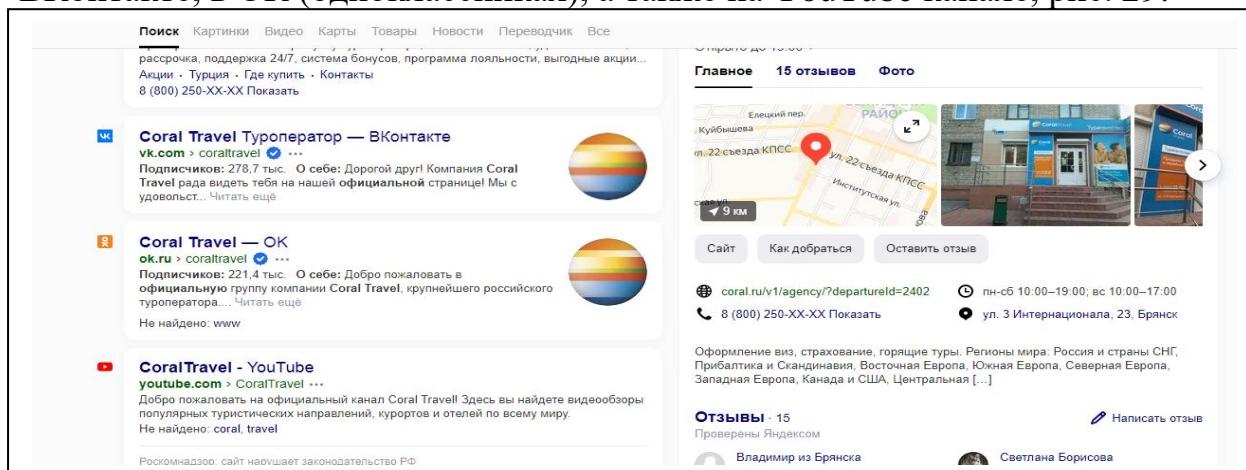 Поиск Картинки Видео Карты Товары Новости Переводчик Все
рассрочка, поддержка 24/7, система бонусов, программа лояльности, выгодные акции...
Акции · Турция · Где купить · Контакты
8 (800) 250-XX-XX Показать
Coral Travel Туроператор — ВКонтакте
vk.com › coraltravel ...
Подписчиков: 278,7 тыс. О себе: Дорогой друг! Компания Coral
Travel рада видеть тебя на нашей официальной странице! Мы с
удовольст... Читать ещё
Coral Travel — OK
ok.ru › coraltravel ...
Подписчиков: 221,4 тыс. О себе: Добро пожаловать в
официальную группу компании Coral Travel, крупнейшего российского
туроператора.... Читать ещё
Не найдено: www
CoralTravel - YouTube
youtube.com › CoralTravel ...
Добро пожаловать на официальный канал Coral Travel! Здесь вы найдете видеообзоры
популярных туристических направлений, курортов и отелей по всему миру.
Не найдено: coral, travel
Роскомнадзор: сайт нарушает законодательство РФ
Главное 15 отзывов Фото
Елецкий пер.
Куйбышева
ул. 22 съезда КПСС
ул. 22 съезда КПСС
Институтская ул.
9 км
Coral
Сайт Как добраться Оставить отзыв
coral.ru/v1/agency/?departureId=2402
пн-сб 10:00–19:00; вс 10:00–17:00
8 (800) 250-XX-XX Показать
ул. 3 Интернационала, 23, Брянск
Оформление виз, страхование, горящие туры. Регионы мира: Россия и страны СНГ,
Прибалтика и Скандинавия, Восточная Европа, Южная Европа, Северная Европа,
Западная Европа, Канада и США, Центральная [...]
Отзывы · 15
Написать отзыв
Проверены Яндексом
Владимир из Брянска
Светлана Борисова